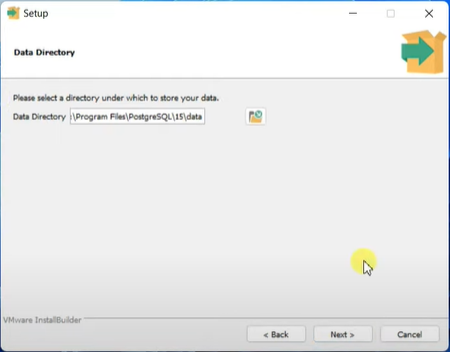 Setup
Data Directory
Please select a directory under which to store your data.
Data Directory :\Program Files\PostgreSQL\15\data
VMware InstallBuilder
< Back Next > Cancel